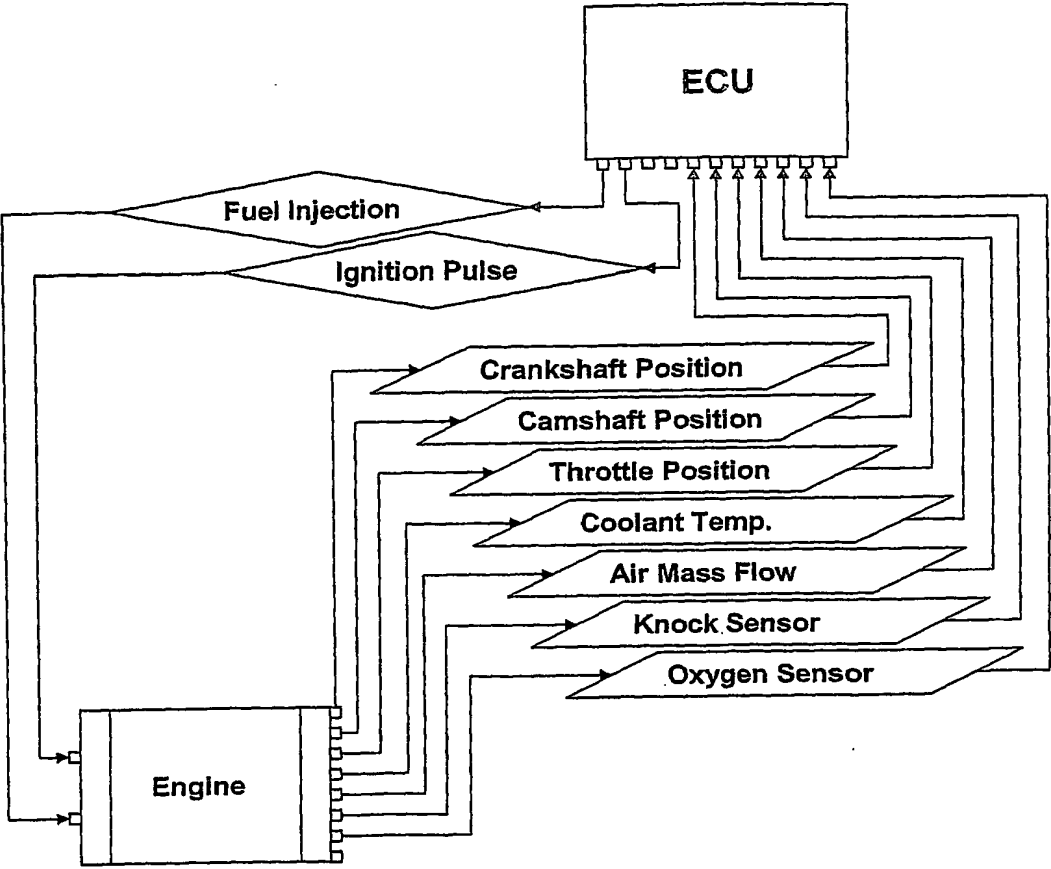 ECU
Fuel Injection
Ignition Pulse
Crankshaft Position
Camshaft Position
Throttle Position
Coolant Temp.
Air Mass Flow
Knock Sensor
Oxygen Sensor
Engine